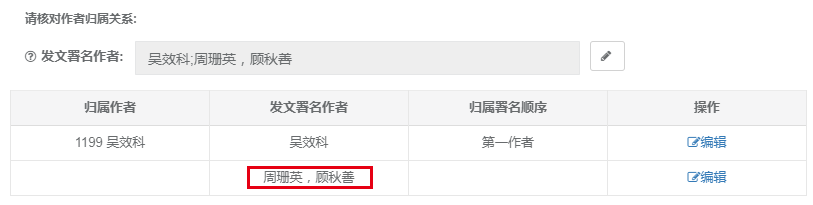 请核对作者归属关系:
发文署名作者: 吴效科;周珊英，顾秋善
归属作者 发文署名作者 归属署名顺序 操作
1199 吴效科 吴效科 第一作者 编辑
周珊英，顾秋善 编辑